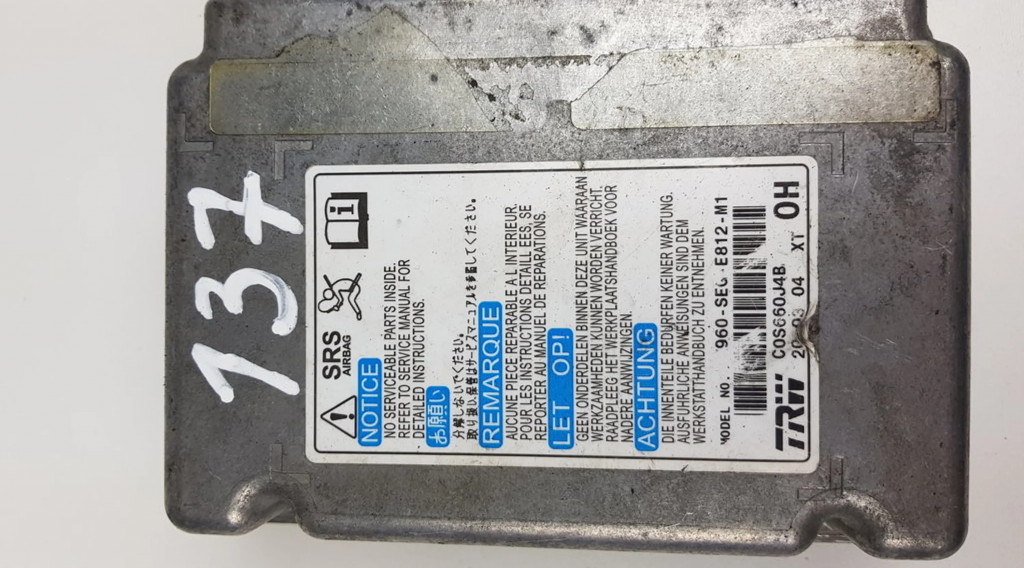 137
SRS
AIRBAG
NOTICE
NO SERVICEABLE PARTS INSIDE.
REFER TO SERVICE MANUAL FOR
DETAILED INSTRUCTIONS.
お願い
分解しないでください。
取り扱い、保管はサービスマニュアルを参照してください。
REMARQUE
AUCUNE PIECE REPARABLE A L INTERIEUR.
POUR LES INSTRUCTIONS DETAILL EES, SE
REPORTER AU MANUEL DE REPARATIONS.
LET OP!
GEEN ONDERDELEN BINNEN DEZE UNIT WAARAAN
WERKZAAMHEDEN KUNNEN WORDEN VERRICHT.
RAADPLEEG HET WERKPLAATSHANDBOEK VOOR
NADERE AANWIJZINGEN.
ACHTUNG
DIE INNENTEILE BEDURFEN KEINER WARTUNG.
AUSFUHRLICHE ANWEISUNGEN SIND DEM
WERKSTATTHANDBUCH ZU ENTNEHMEN.
MODEL NO. E812-M1
TRW C0S6660J4B
04 XT 0H